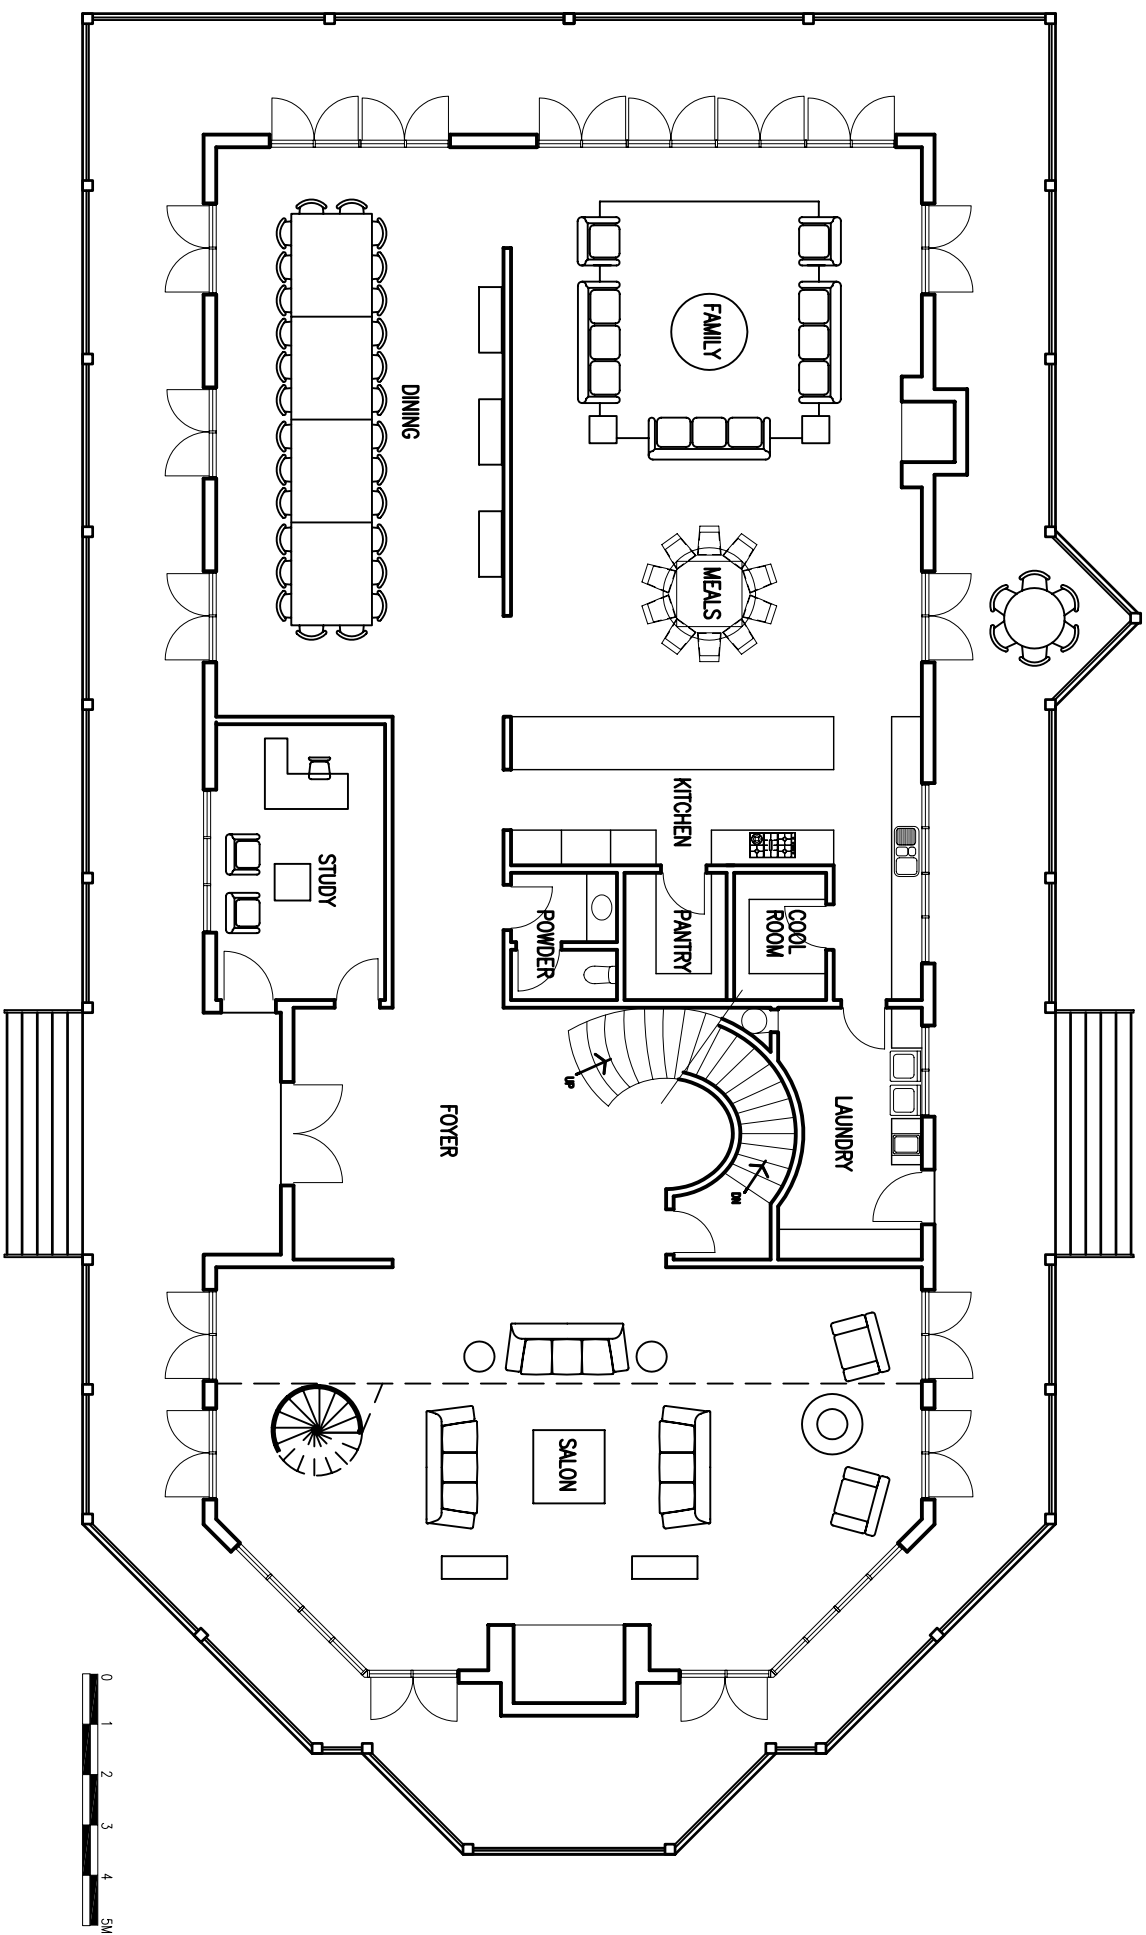 FAMILY
DINING
MEALS
KITCHEN
STUDY
POWDER
PANTRY
COOL
ROOM
UP
FOYER
LAUNDRY
DN
SALON
0 1 2 3 4 5M